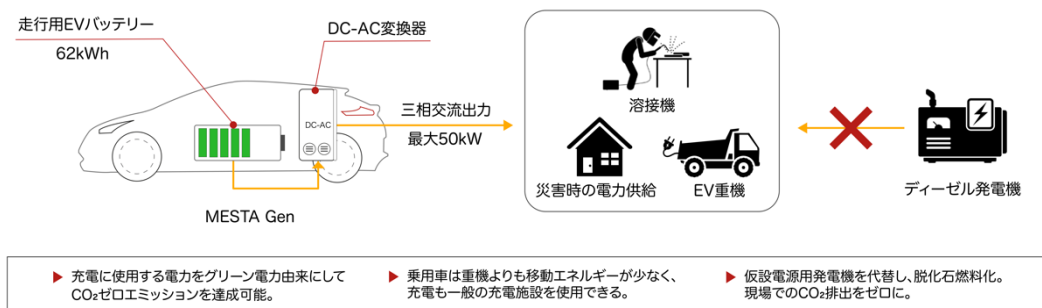 走行用EVバッテリー
62kWh
DC-AC変換器
DC-AC
三相交流出力
最大50kW
MESTA Gen
溶接機
災害時の電力供給
EV重機
ディーゼル発電機
▶ 充電に使用する電力をグリーン電力由来にして
CO₂ゼロエミッションを達成可能。
▶ 乗用車は重機よりも移動エネルギーが少なく、
充電も一般の充電施設を使用できる。
▶ 仮設電源用発電機を代替し、脱化石燃料化。
現場でのCO₂排出をゼロに。